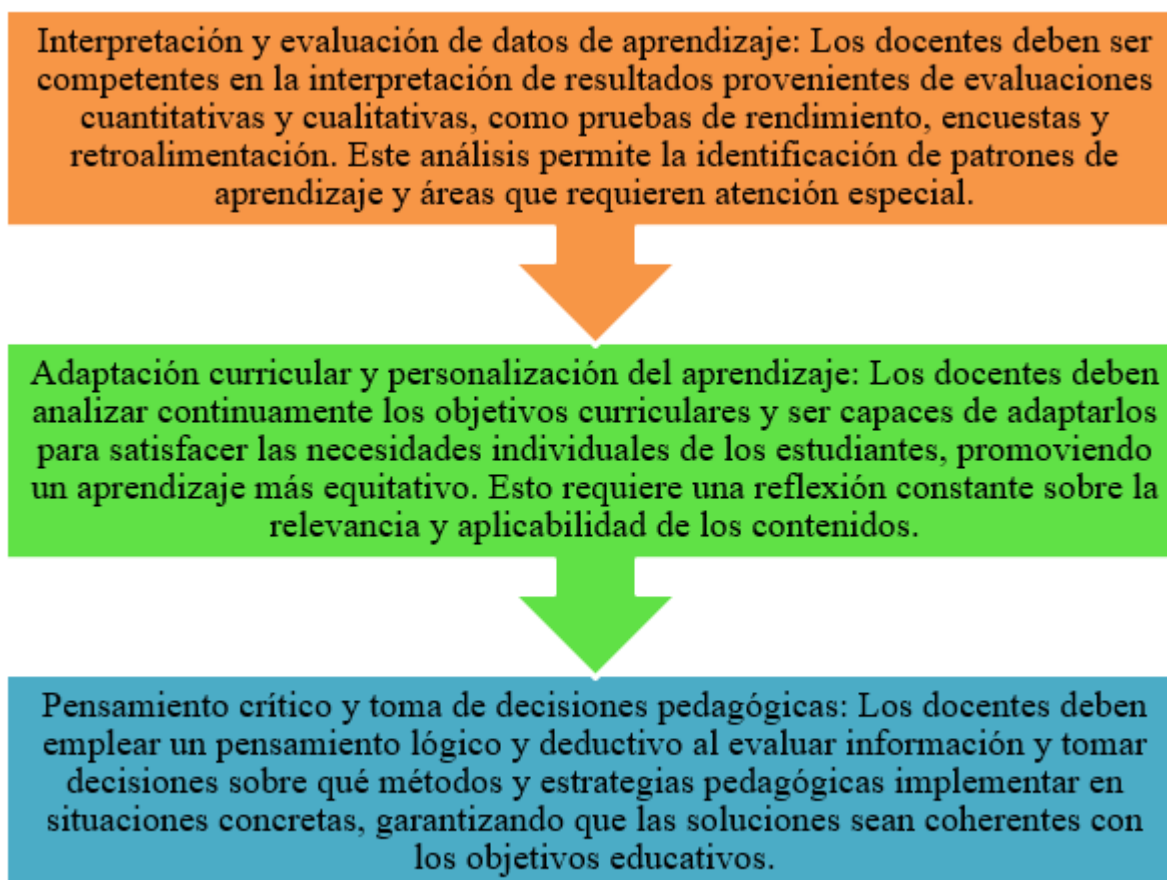 Interpretación y evaluación de datos de aprendizaje: Los docentes deben ser
competentes en la interpretación de resultados provenientes de evaluaciones
cuantitativas y cualitativas, como pruebas de rendimiento, encuestas y
retroalimentación. Este análisis permite la identificación de patrones de
aprendizaje y áreas que requieren atención especial.
Adaptación curricular y personalización del aprendizaje: Los docentes deben
analizar continuamente los objetivos curriculares y ser capaces de adaptarlos
para satisfacer las necesidades individuales de los estudiantes, promoviendo
un aprendizaje más equitativo. Esto requiere una reflexión constante sobre la
relevancia y aplicabilidad de los contenidos.
Pensamiento crítico y toma de decisiones pedagógicas: Los docentes deben
emplear un pensamiento lógico y deductivo al evaluar información y tomar
decisiones sobre qué métodos y estrategias pedagógicas implementar en
situaciones concretas, garantizando que las soluciones sean coherentes con
los objetivos educativos.